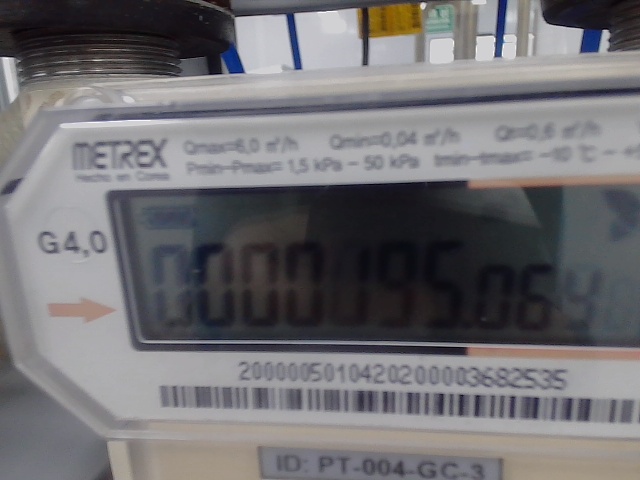 METREX
Hecho en Corea
Qmax=6,0 m³/h Qmin=0,04 m³/h Qt=0,6 m³/h
Pmin-Pmax= 1,5 kPa - 50 kPa tmin-tmax= -10 °C -
G4,0
0000195.064
2000005010420200003682535
ID: PT-004-GC-3